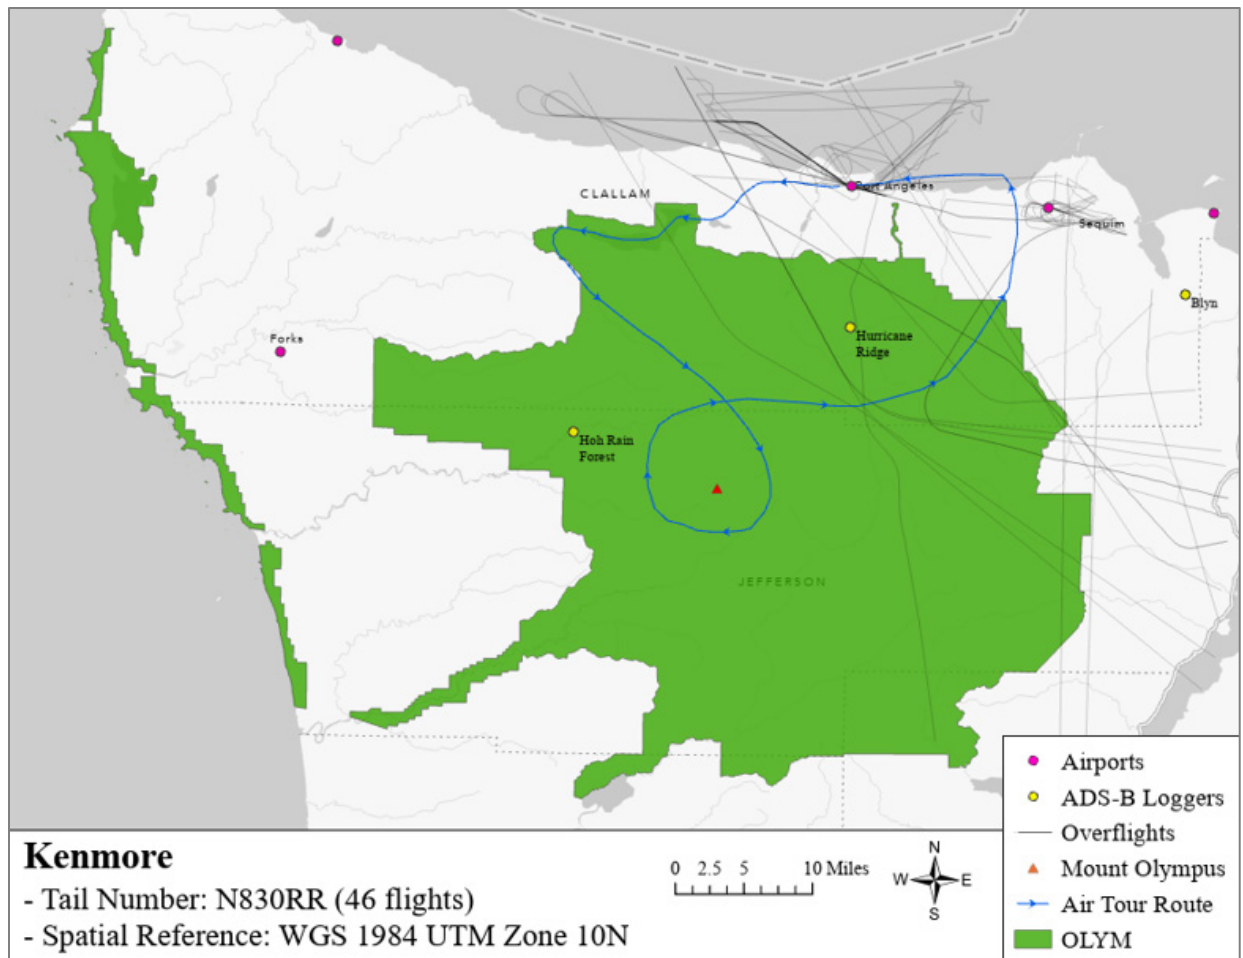 CLALLAM
Port Angeles
Sequim
Blyn
Hurricane
Ridge
Forks
Hoh Rain
Forest
JEFFERSON
Airports
ADS-B Loggers
Overflights
Mount Olympus
Air Tour Route
OLYM
Kenmore
- Tail Number: N830RR (46 flights)
- Spatial Reference: WGS 1984 UTM Zone 10N
0 2.5 5 10 Miles
N
W E
S